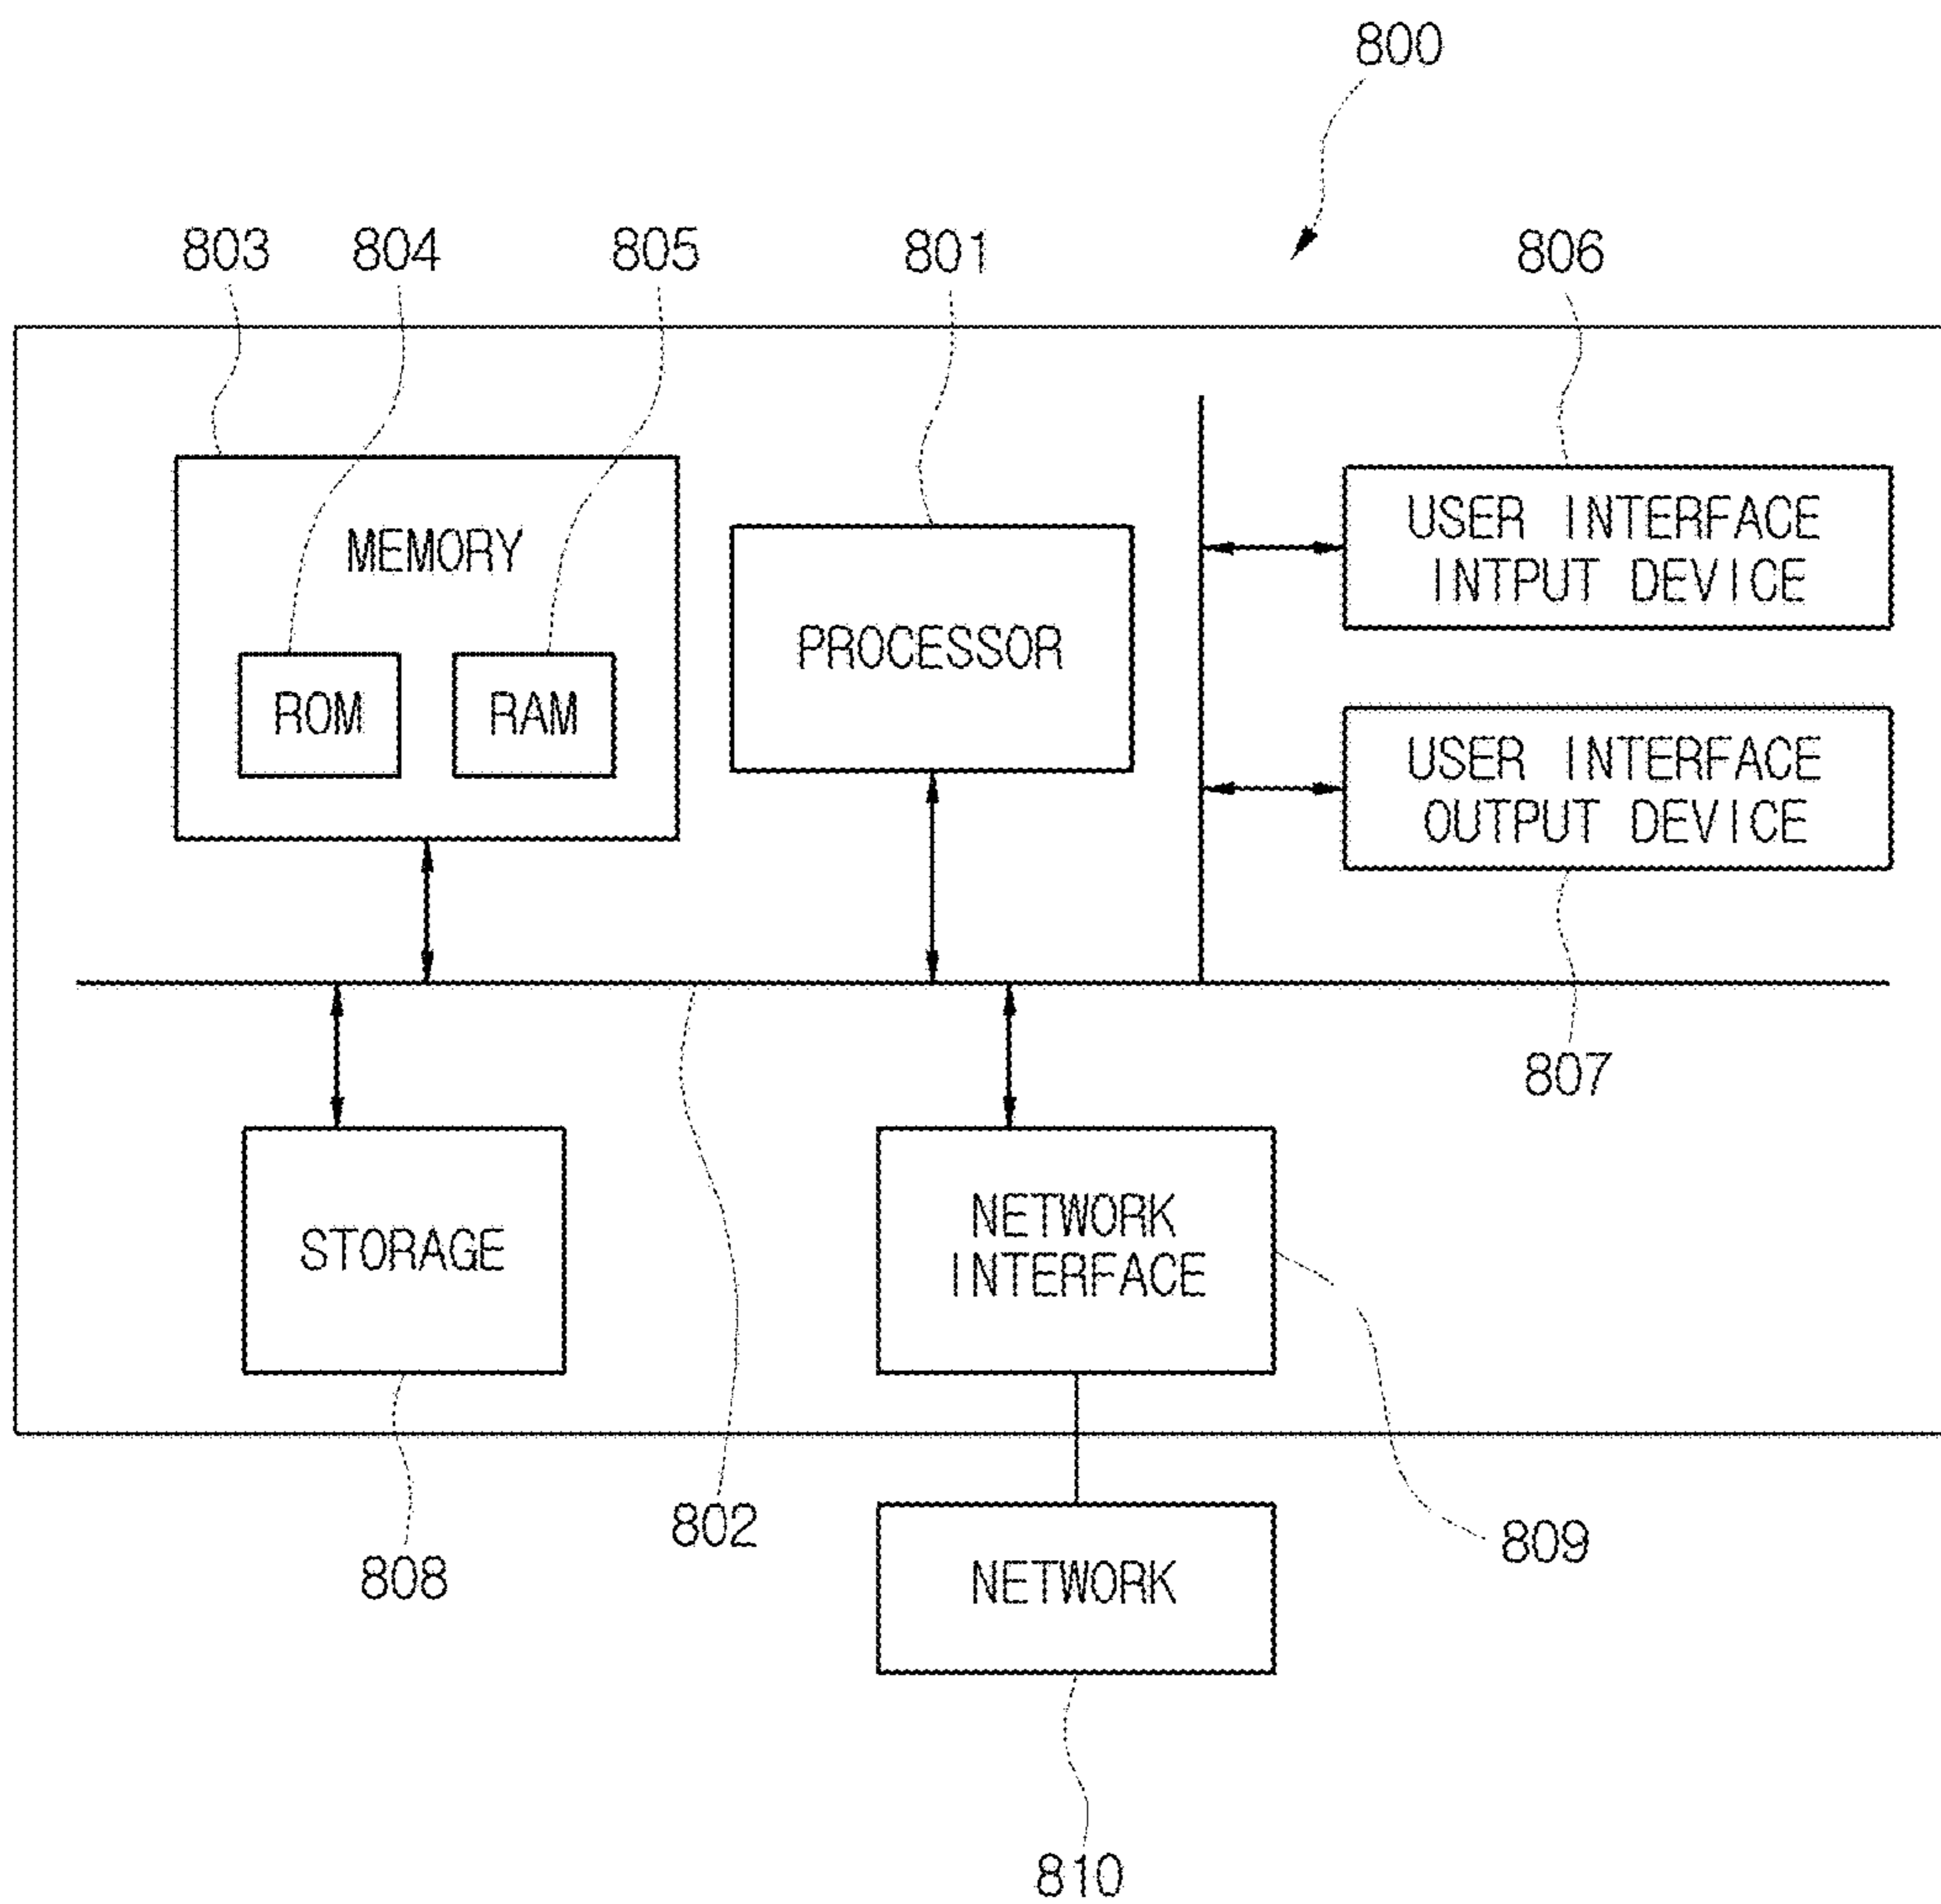 800
803
804
805
801
806
MEMORY
ROM
RAM
PROCESSOR
USER INTERFACE
INTPUT DEVICE
USER INTERFACE
OUTPUT DEVICE
807
STORAGE
NETWORK
INTERFACE
808
802
809
NETWORK
810